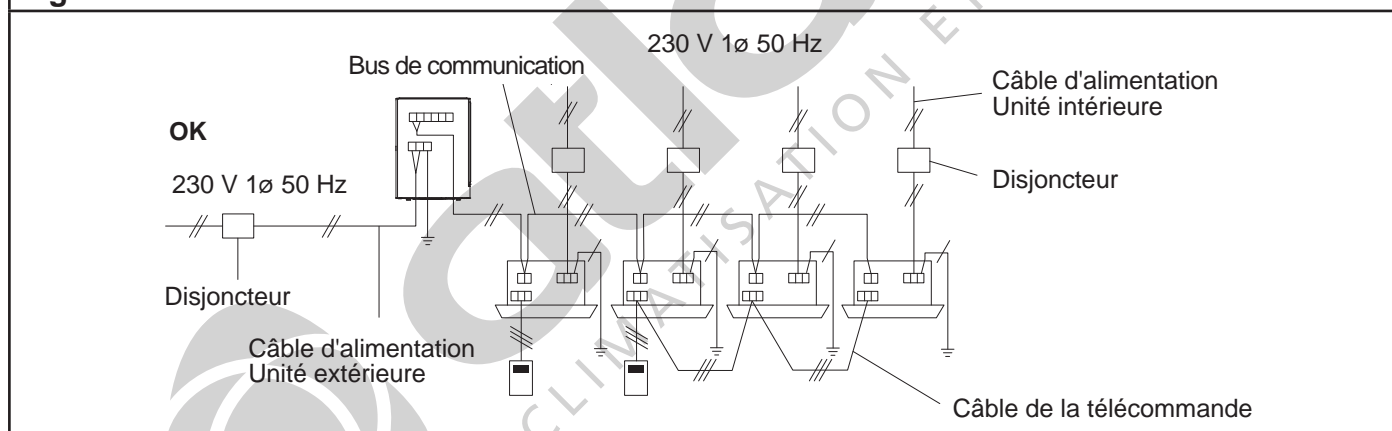 230 V 1ø 50 Hz
Bus de communication
Câble d'alimentation
Unité intérieure
OK
230 V 1ø 50 Hz
Disjoncteur
Disjoncteur
Câble d'alimentation
Unité extérieure
Câble de la télécommande
CLIMATISATION E